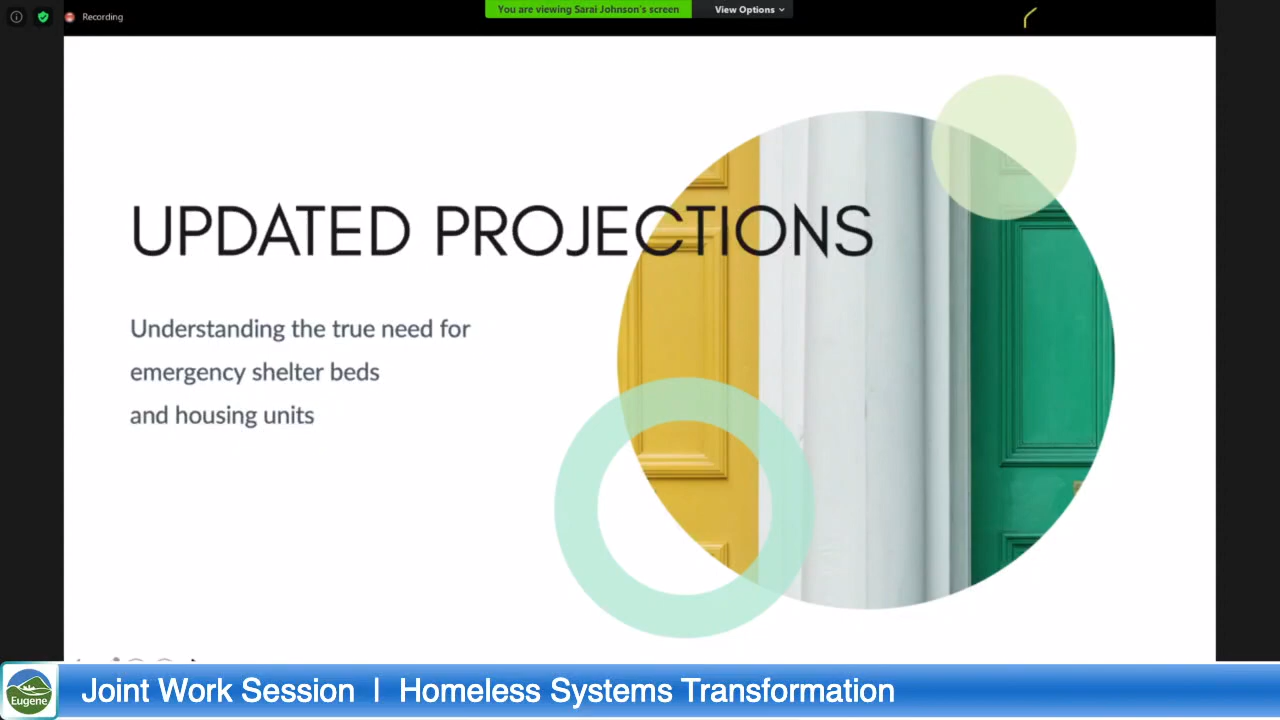 Recording
You are viewing Sarai Johnson's screen
View Options
UPDATED PROJECTIONS
Understanding the true need for
emergency shelter beds
and housing units
Eugene
Joint Work Session | Homeless Systems Transformation